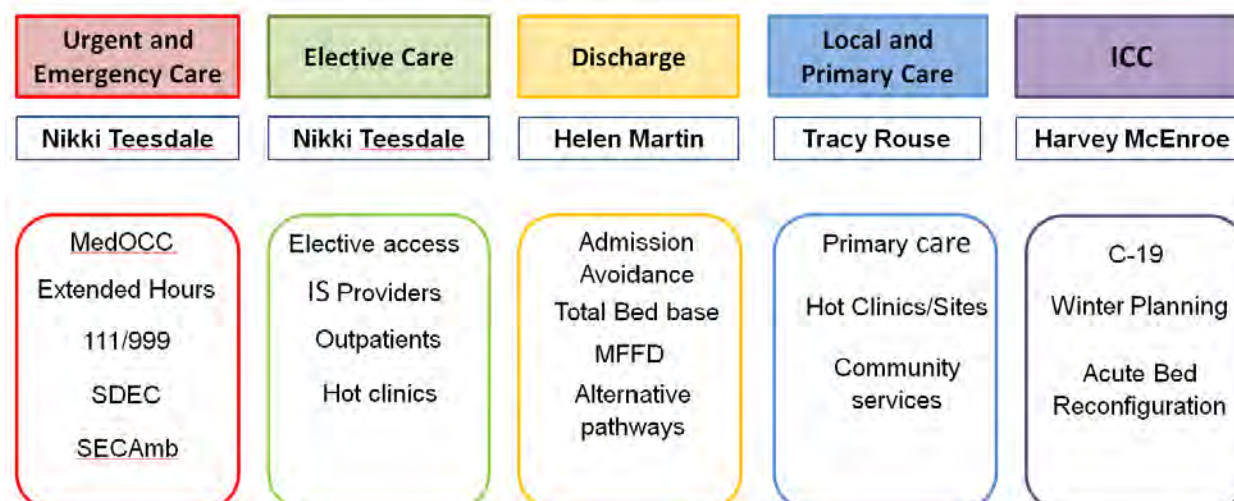 Urgent and
Emergency Care
Nikki Teesdale
MedOCC
Extended Hours
111/999
SDEC
SECAmb
Elective Care
Nikki Teesdale
Elective access
IS Providers
Outpatients
Hot clinics
Discharge
Helen Martin
Admission
Avoidance
Total Bed base
MFFD
Alternative
pathways
Local and
Primary Care
Tracy Rouse
Primary care
Hot Clinics/Sites
Community
services
ICC
Harvey McEnroe
C-19
Winter Planning
Acute Bed
Reconfiguration